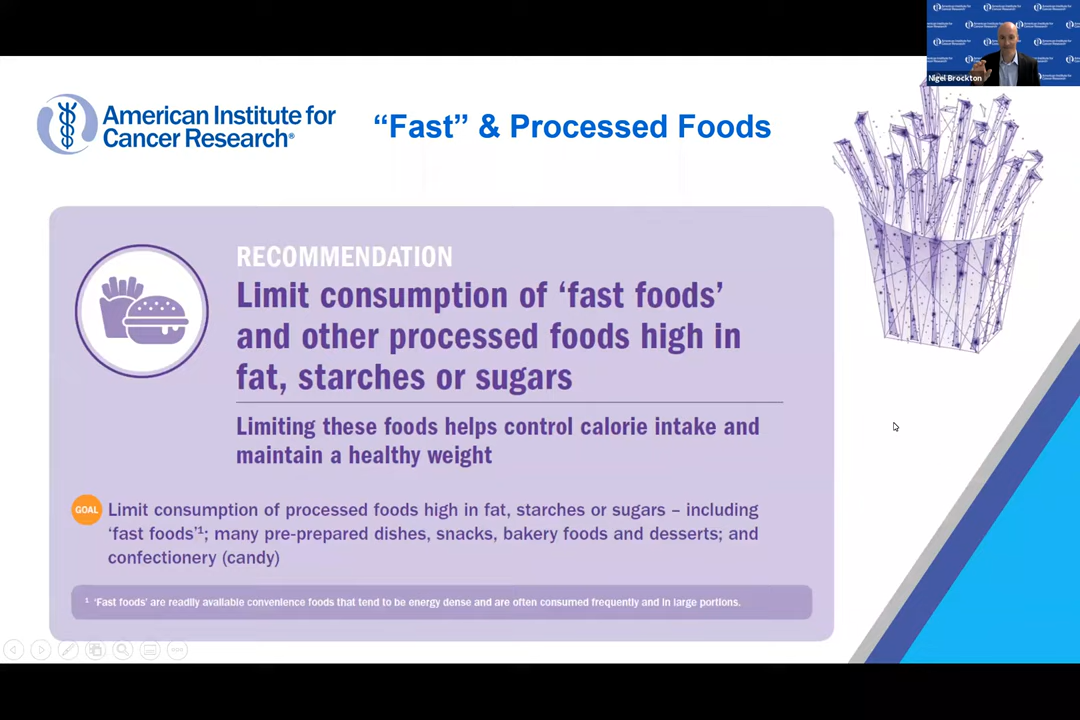 American Institute for
Cancer Research®
“Fast” & Processed Foods
Nigel Brockton
RECOMMENDATION
Limit consumption of ‘fast foods’
and other processed foods high in
fat, starches or sugars
Limiting these foods helps control calorie intake and
maintain a healthy weight
GOAL
Limit consumption of processed foods high in fat, starches or sugars – including
‘fast foods’¹; many pre-prepared dishes, snacks, bakery foods and desserts; and
confectionery (candy)
¹ ‘Fast foods’ are readily available convenience foods that tend to be energy dense and are often consumed frequently and in large portions.